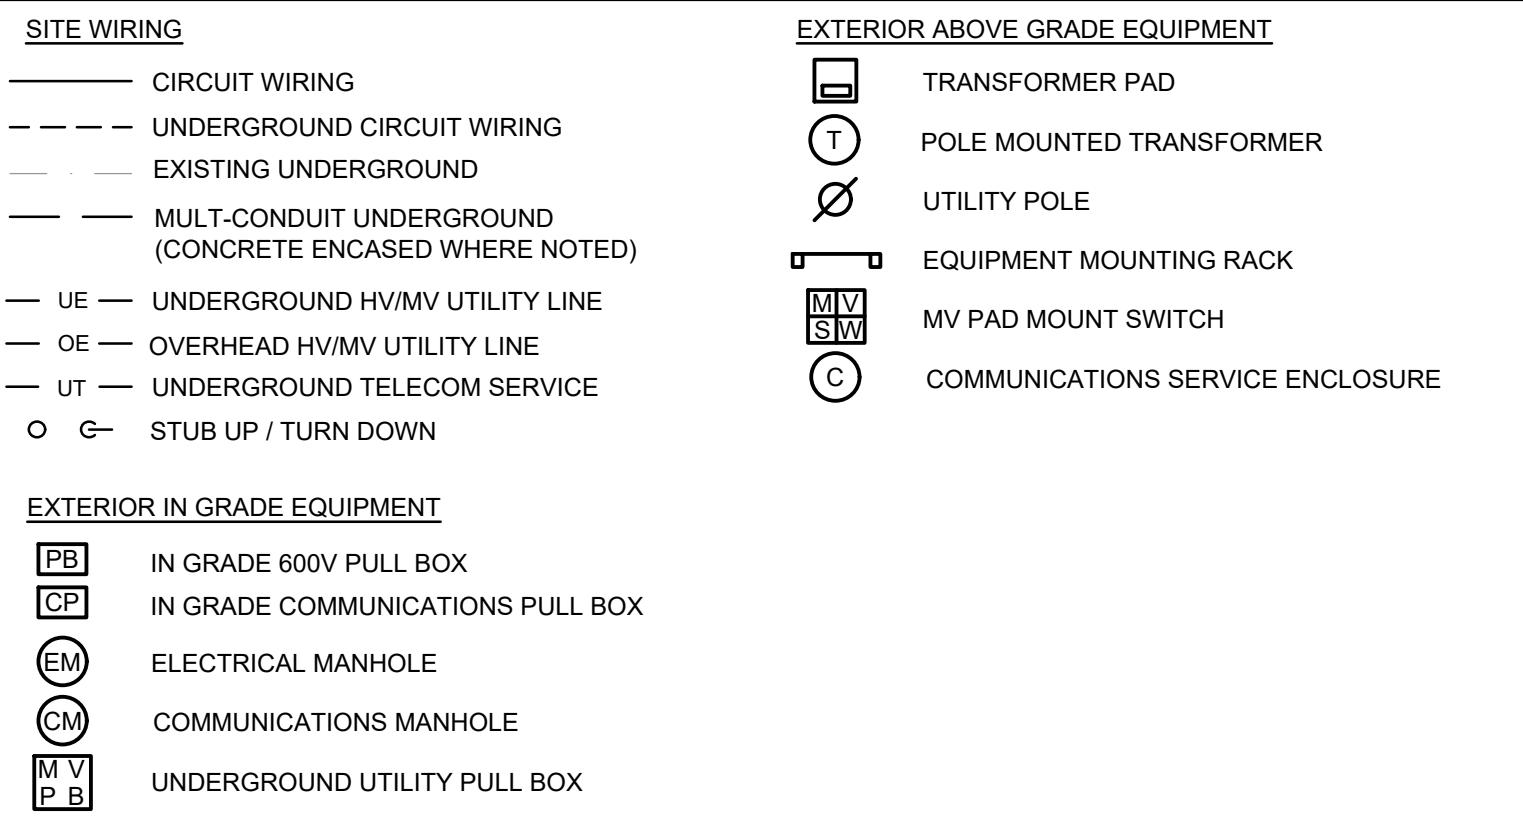 SITE WIRING
CIRCUIT WIRING
UNDERGROUND CIRCUIT WIRING
EXISTING UNDERGROUND
MULT-CONDUIT UNDERGROUND
(CONCRETE ENCASED WHERE NOTED)
UE UNDERGROUND HV/MV UTILITY LINE
OE OVERHEAD HV/MV UTILITY LINE
UT UNDERGROUND TELECOM SERVICE
STUB UP / TURN DOWN
EXTERIOR IN GRADE EQUIPMENT
PB IN GRADE 600V PULL BOX
CP IN GRADE COMMUNICATIONS PULL BOX
EM ELECTRICAL MANHOLE
CM COMMUNICATIONS MANHOLE
M V
P B
UNDERGROUND UTILITY PULL BOX
EXTERIOR ABOVE GRADE EQUIPMENT
TRANSFORMER PAD
T POLE MOUNTED TRANSFORMER
UTILITY POLE
EQUIPMENT MOUNTING RACK
M V
S W
MV PAD MOUNT SWITCH
C COMMUNICATIONS SERVICE ENCLOSURE